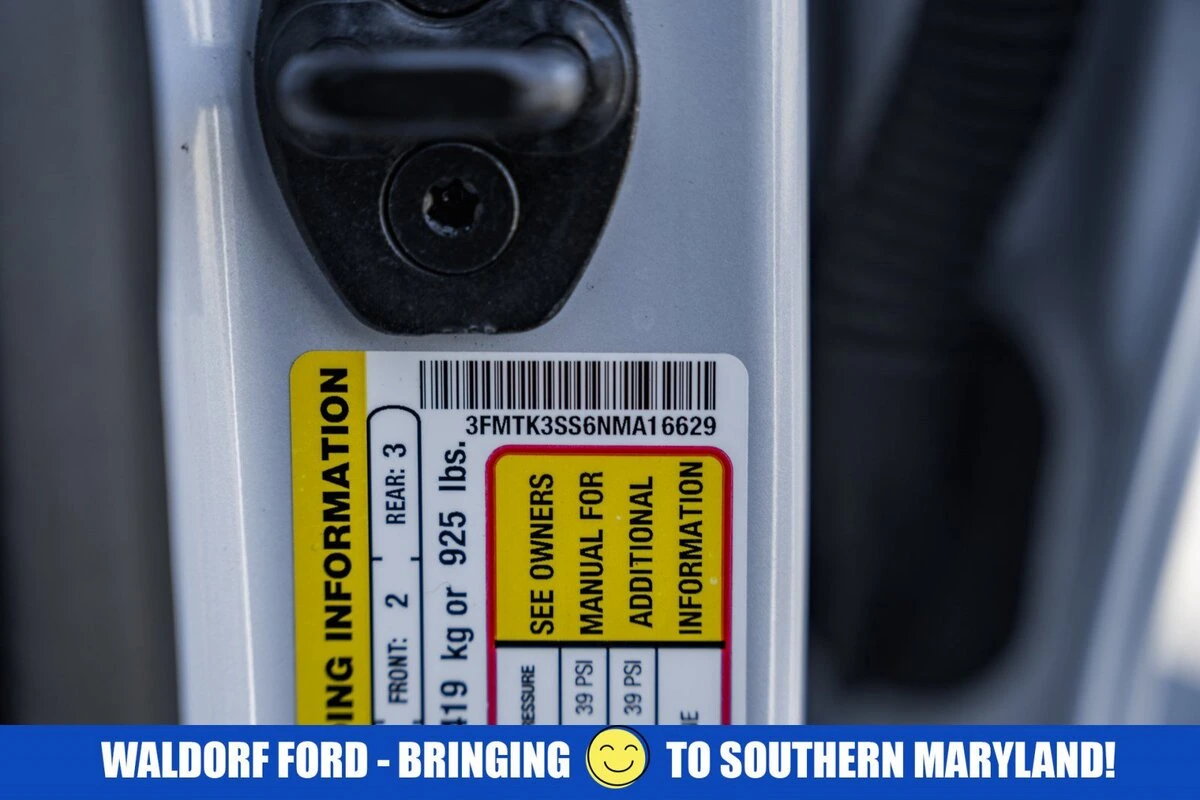 3FMTK3SS6NMA16629
ING INFORMATION
FRONT: 2 REAR: 3
419 kg or 925 lbs.
SEE OWNERS
MANUAL FOR
ADDITIONAL
INFORMATION
39 PSI
39 PSI
WALDORF FORD - BRINGING TO SOUTHERN MARYLAND!